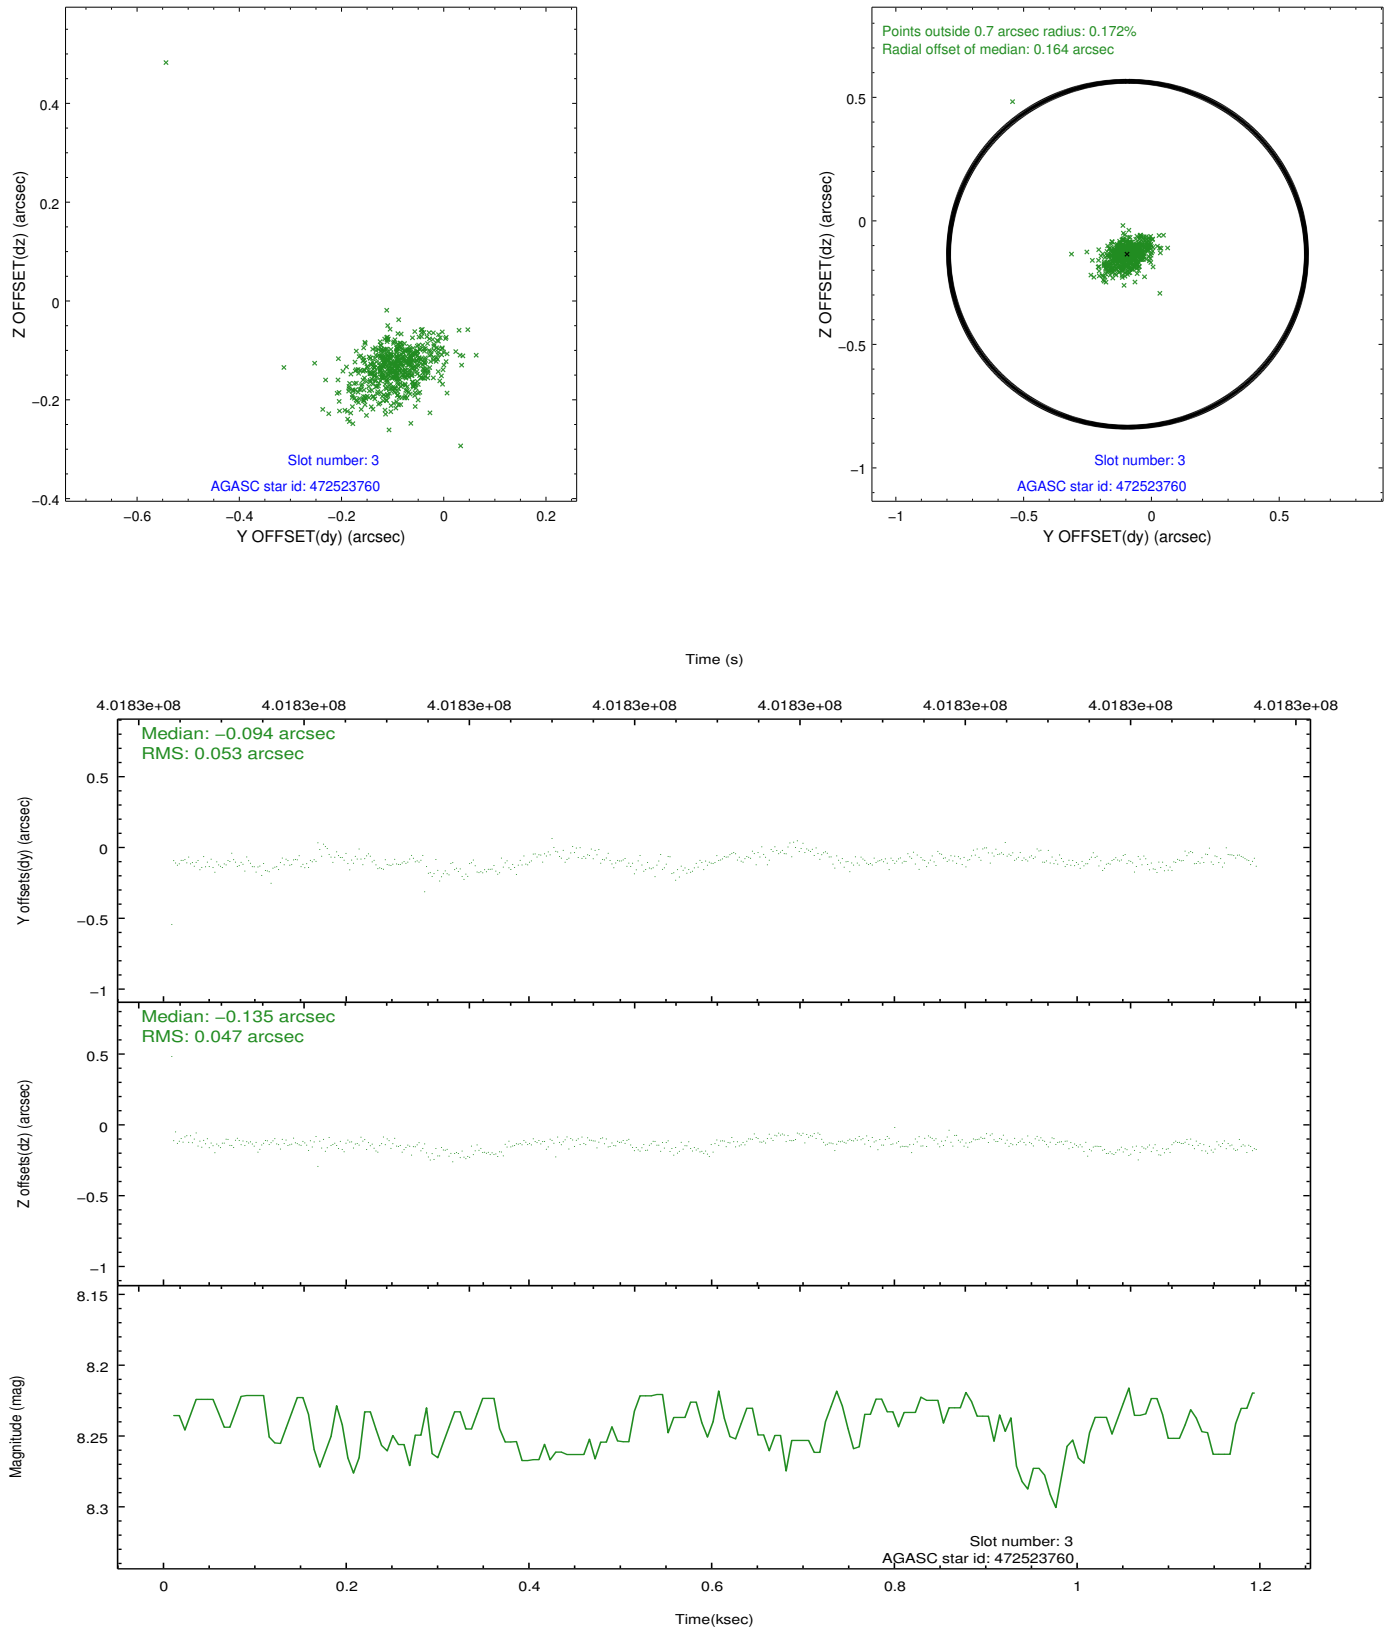 0.4
0.2
0
−0.2
−0.4
Z OFFSET(dz) (arcsec)
Slot number: 3
AGASC star id: 472523760
−0.6 −0.4 −0.2 0 0.2
Y OFFSET(dy) (arcsec)
Points outside 0.7 arcsec radius: 0.172%
Radial offset of median: 0.164 arcsec
0.5
0
−0.5
−1
Z OFFSET(dz) (arcsec)
Slot number: 3
AGASC star id: 472523760
−1 −0.5 0 0.5
Y OFFSET(dy) (arcsec)
Time (s)
4.0183e+08 4.0183e+08 4.0183e+08 4.0183e+08 4.0183e+08 4.0183e+08 4.0183e+08 4.0183e+08
Median: −0.094 arcsec
RMS: 0.053 arcsec
0.5
0
−0.5
−1
Y offsets(dy) (arcsec)
Median: −0.135 arcsec
RMS: 0.047 arcsec
0.5
0
−0.5
−1
Z offsets(dz) (arcsec)
8.15
8.2
8.25
8.3
Magnitude (mag)
Slot number: 3
AGASC star id: 472523760
0 0.2 0.4 0.6 0.8 1 1.2
Time(ksec)